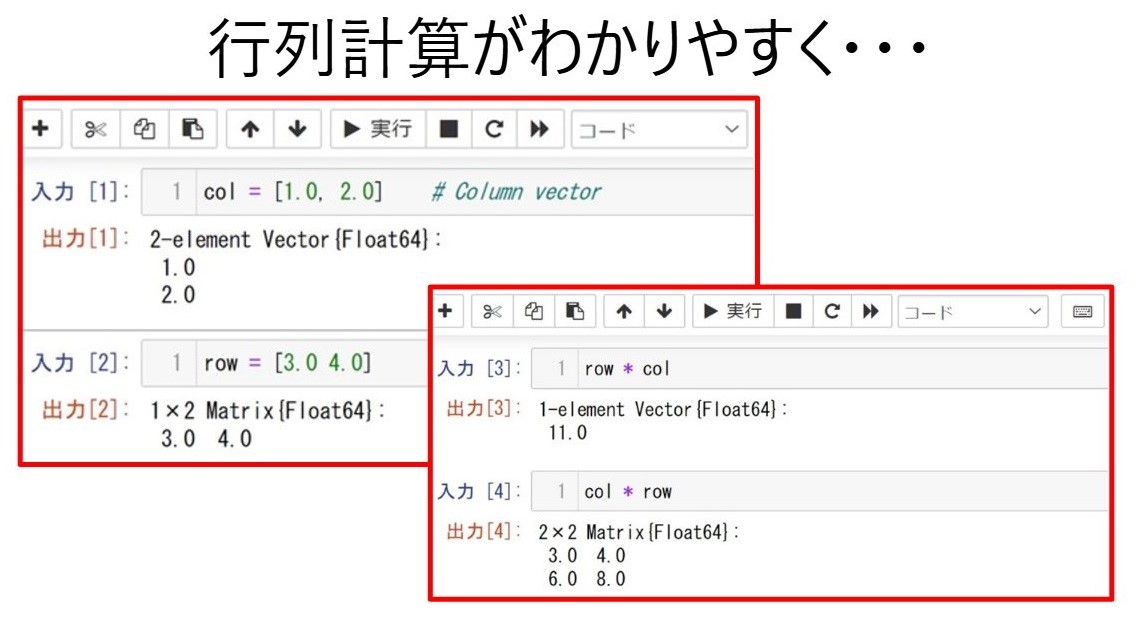 行列計算がわかりやすく・・・
実行 コード
入力 [1]: 1 col = [1.0, 2.0] # Column vector
出力[1]: 2-element Vector{Float64}:
1.0
2.0
入力 [2]: 1 row = [3.0 4.0]
出力[2]: 1×2 Matrix{Float64}:
3.0 4.0
実行 コード
入力 [3]: 1 row * col
出力[3]: 1-element Vector{Float64}:
11.0
入力 [4]: 1 col * row
出力[4]: 2×2 Matrix{Float64}:
3.0 4.0
6.0 8.0